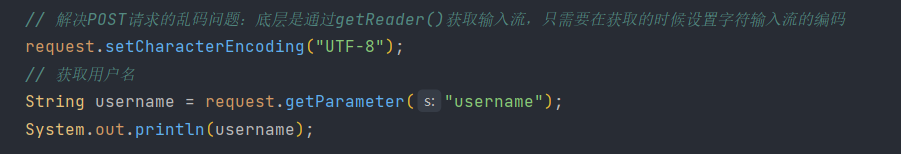 // 解决POST请求的乱码问题：底层是通过getReader()获取输入流，只需要在获取的时候设置字符输入流的编码
request.setCharacterEncoding("UTF-8");
// 获取用户名
String username = request.getParameter( s: "username");
System.out.println(username);